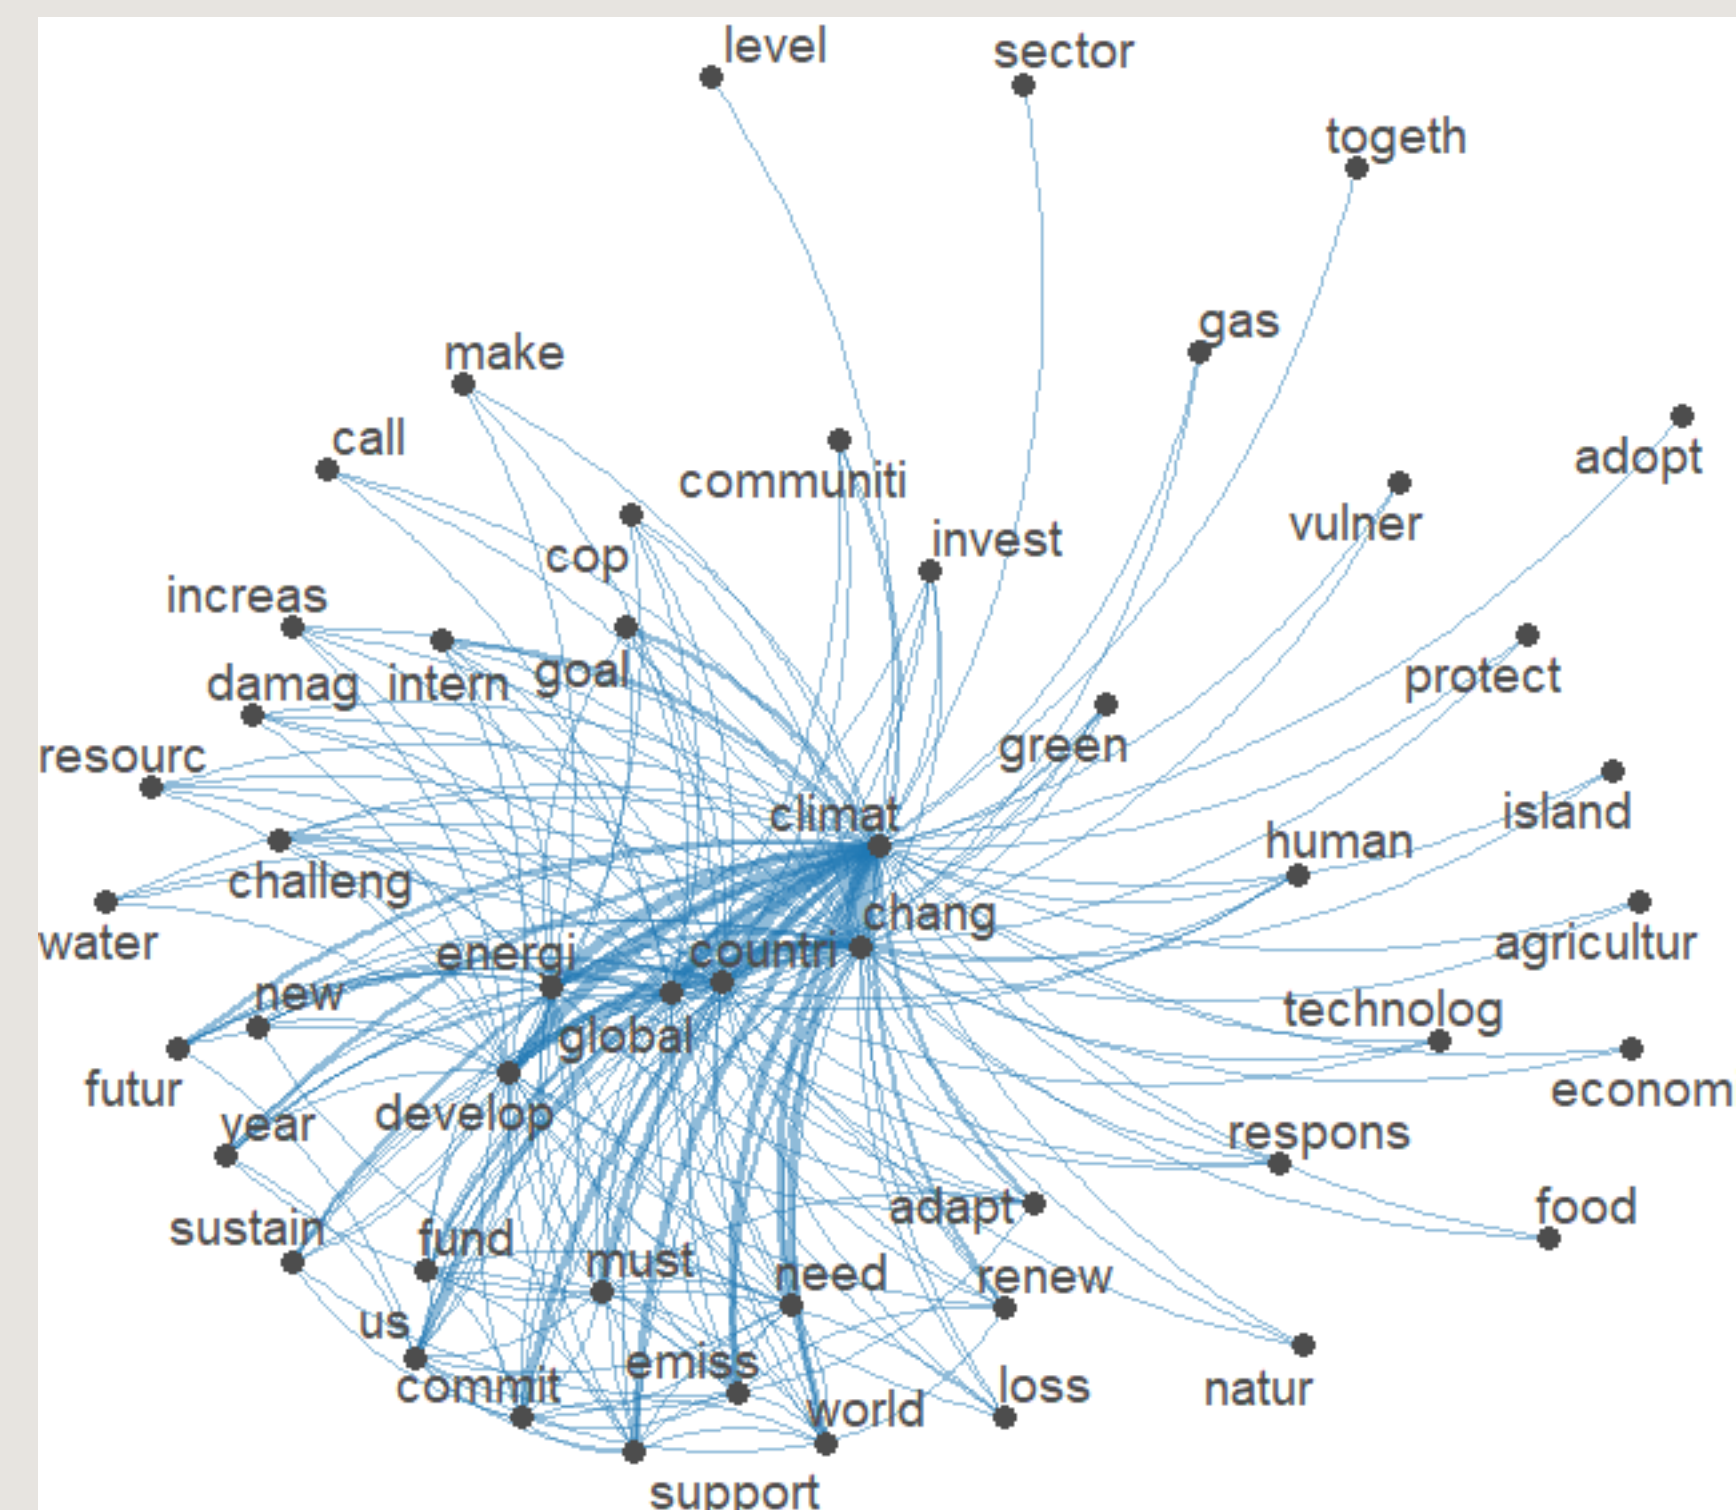 level
sector
togeth
gas
make
call
communiti
adopt
vulner
cop
invest
increas
goal
damag
intern
protect
resourc
green
climat
island
human
challeng
chang
water
energi
countri
agricultur
new
technolog
global
futur
econom
develop
year
respons
adapt
food
sustain
fund
must
need
renew
us
emiss
commit
loss
natur
world
support